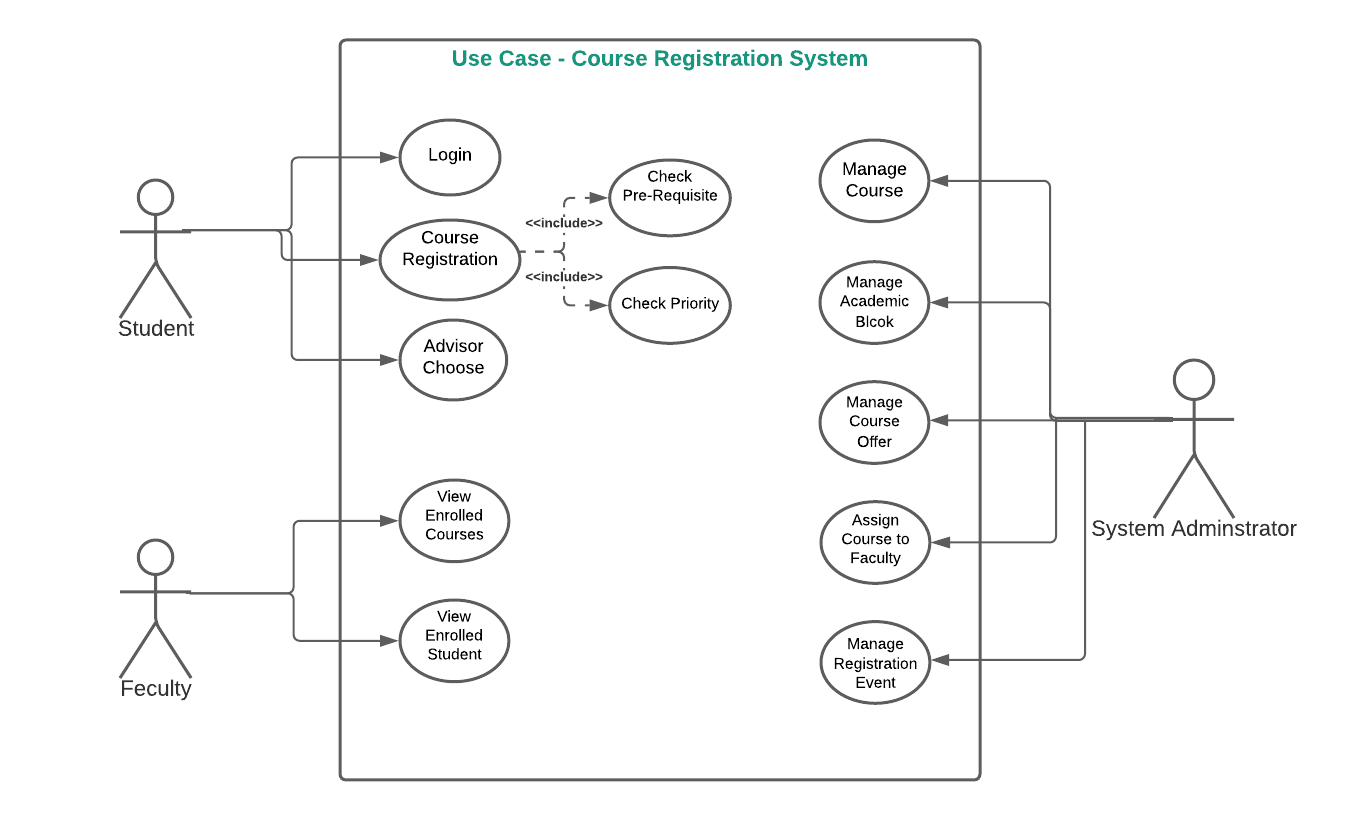 Use Case - Course Registration System
Login
Course
Registration
Advisor
Choose
<<include>>
<<include>>
Check
Pre-Requisite
Check Priority
Student
View
Enrolled
Courses
View
Enrolled
Student
Feculty
Manage
Course
Manage
Academic
Blcok
Manage
Course
Offer
Assign
Course to
Faculty
Manage
Registration
Event
System Adminstrator